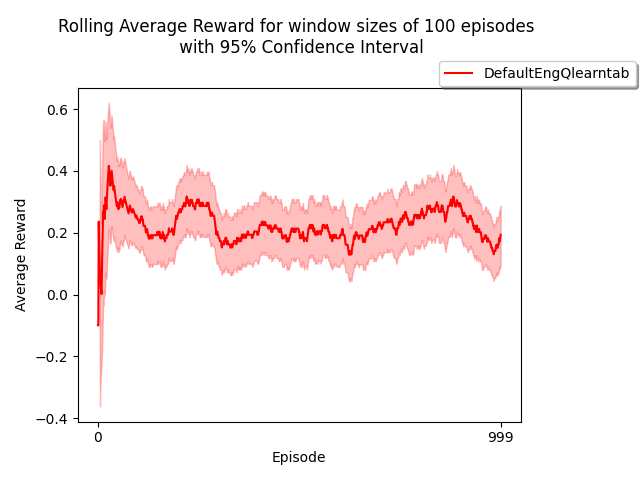 Rolling Average Reward for window sizes of 100 episodes
with 95% Confidence Interval
DefaultEngQlearntab
0.6
0.4
0.2
0.0
−0.2
−0.4
Average Reward
0
999
Episode